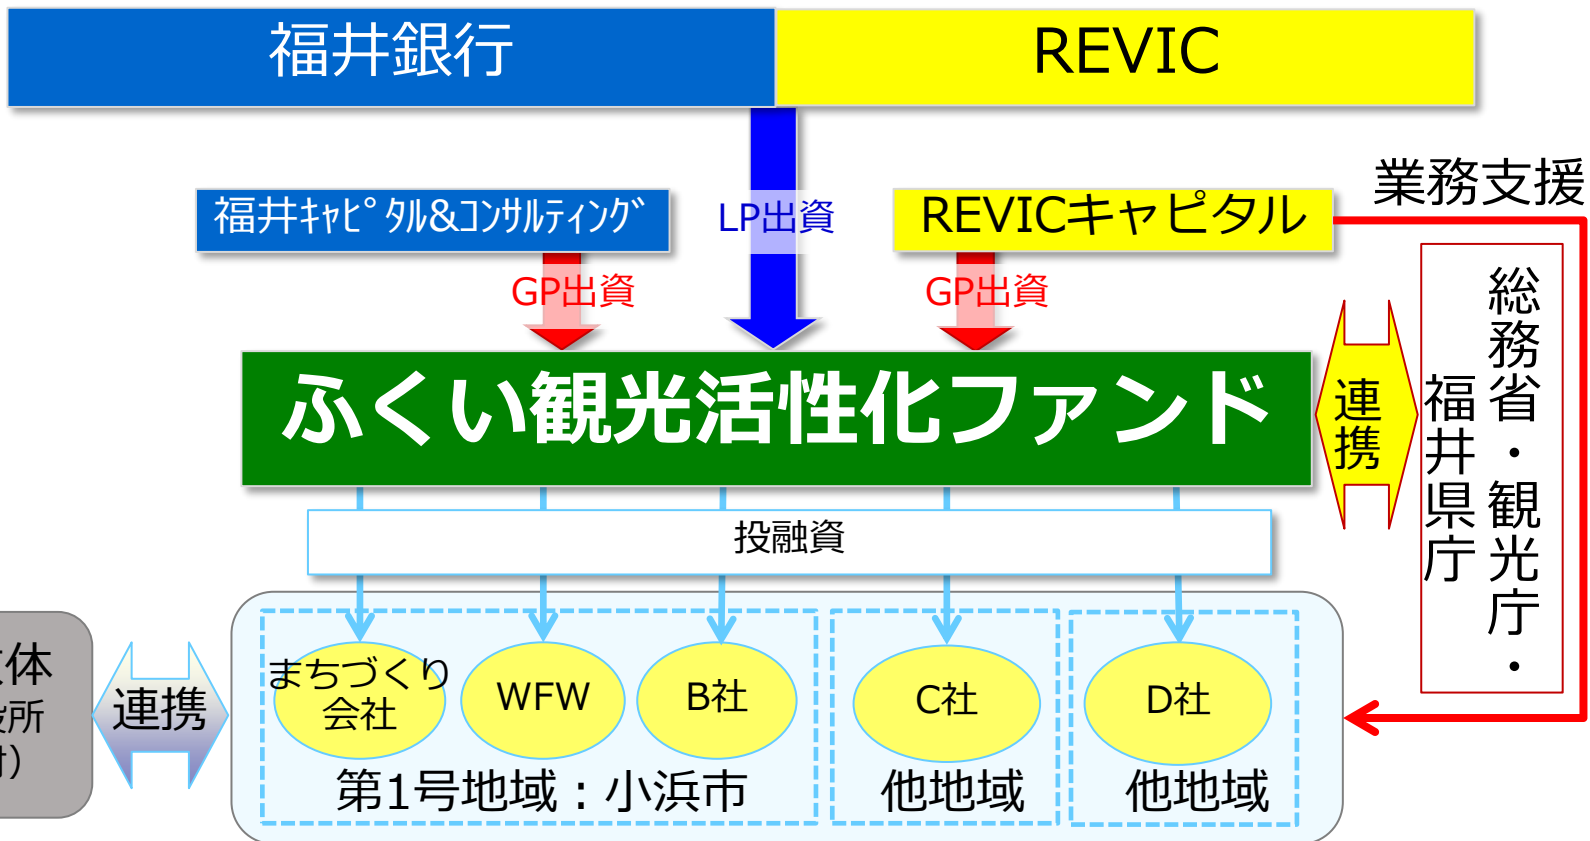 福井銀行
REVIC
業務支援
福井ｷｬﾋﾟﾀﾙ&ｺﾝｻﾙﾃｨﾝｸﾞ
LP出資
REVICキャピタル
GP出資
GP出資
総務省・観光庁・
福井県庁
ふくい観光活性化ファンド
連携
投融資
連携
まちづくり
会社
WFW
B社
C社
D社
第1号地域：小浜市
他地域
他地域
体
所
)